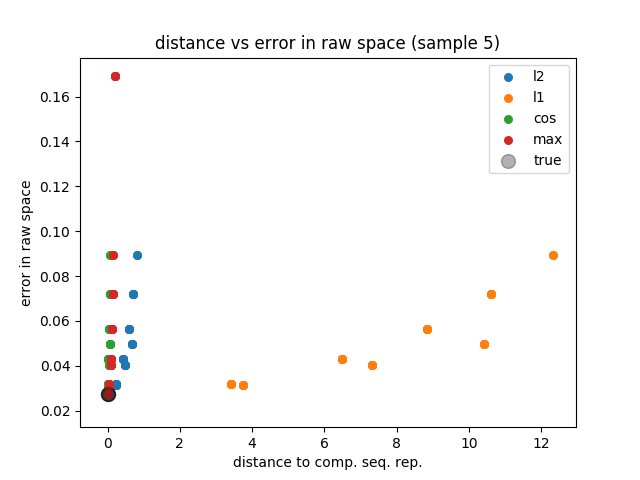 distance vs error in raw space (sample 5)
l2
l1
cos
max
true
error in raw space
0.16
0.14
0.12
0.10
0.08
0.06
0.04
0.02
0 2 4 6 8 10 12
distance to comp. seq. rep.